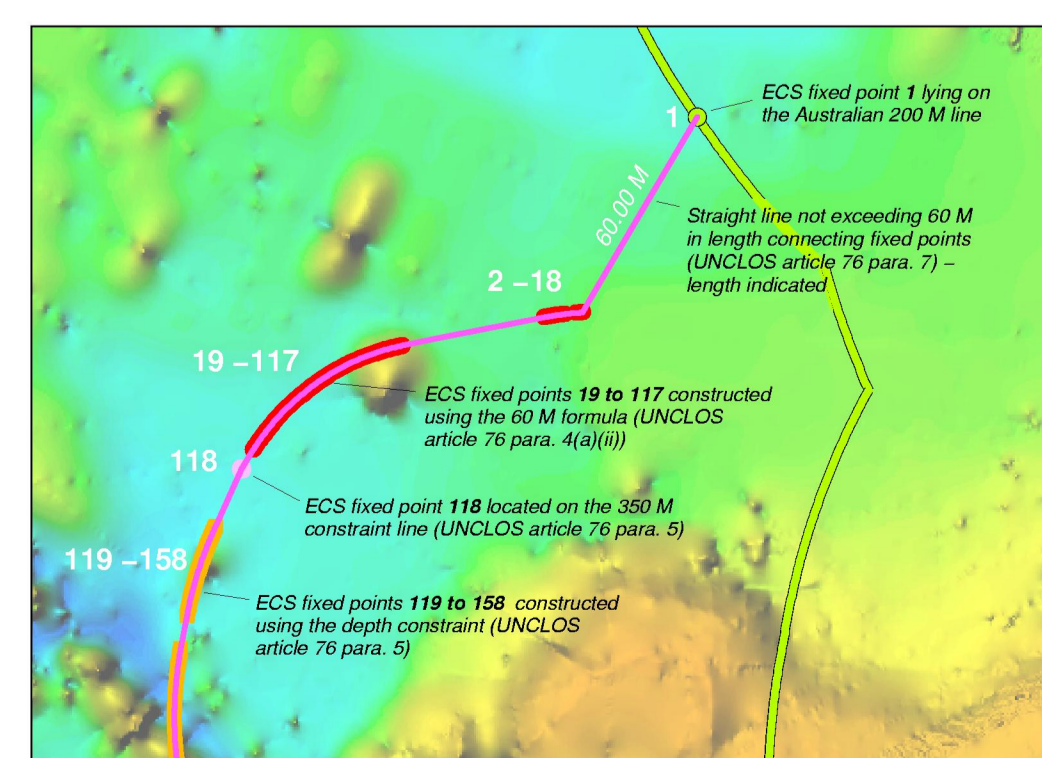 ECS fixed point 1 lying on
the Australian 200 M line
1
60.00 M
Straight line not exceeding 60 M
in length connecting fixed points
(UNCLOS article 76 para. 7) –
length indicated
2 –18
19 –117
ECS fixed points 19 to 117 constructed
using the 60 M formula (UNCLOS
article 76 para. 4(a)(ii))
118
ECS fixed point 118 located on the 350 M
constraint line (UNCLOS article 76 para. 5)
119 –158
ECS fixed points 119 to 158 constructed
using the depth constraint (UNCLOS
article 76 para. 5)